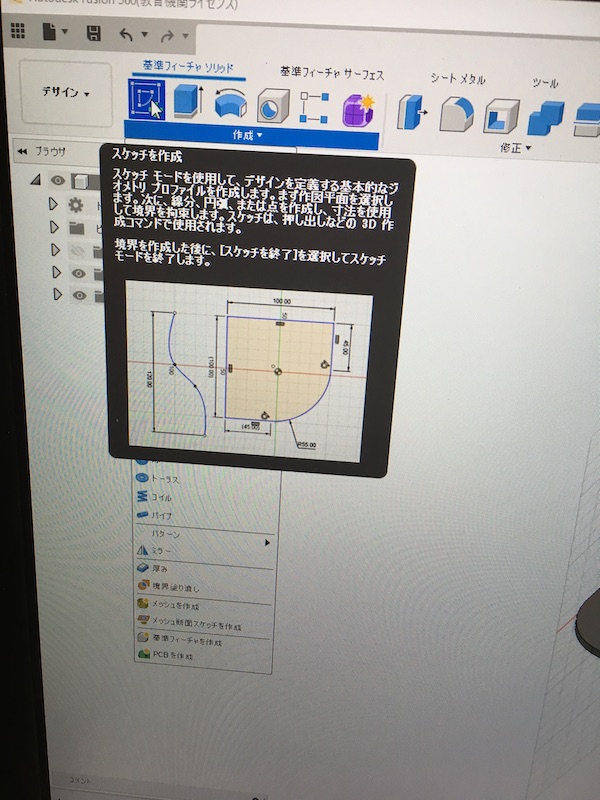 Autodesk Fusion 360(教育機関ライセンス)
デザイン
基準フィーチャ ソリッド
基準フィーチャ サーフェス
シート メタル
ツール
作成
修正
ブラウザ
スケッチを作成
スケッチ モードを使用して、デザインを定義する基本的なジ
オメトリ プロファイルを作成します。まず作図平面を選択し
ます。次に、線分、円弧、または点を作成し、寸法を使用
して境界を拘束します。スケッチは、押し出しなどの 3D 作
成コマンドで使用されます。
境界を作成した後に、[スケッチを終了]を選択してスケッチ
モードを終了します。
100.00
50
45.00
120.00
100
(100.00)
50
(45.00)
R55.00
トーラス
コイル
パイプ
パターン
ミラー
厚み
境界塗り潰し
メッシュを作成
メッシュ断面スケッチを作成
基準フィーチャを作成
PCB を作成
コメント